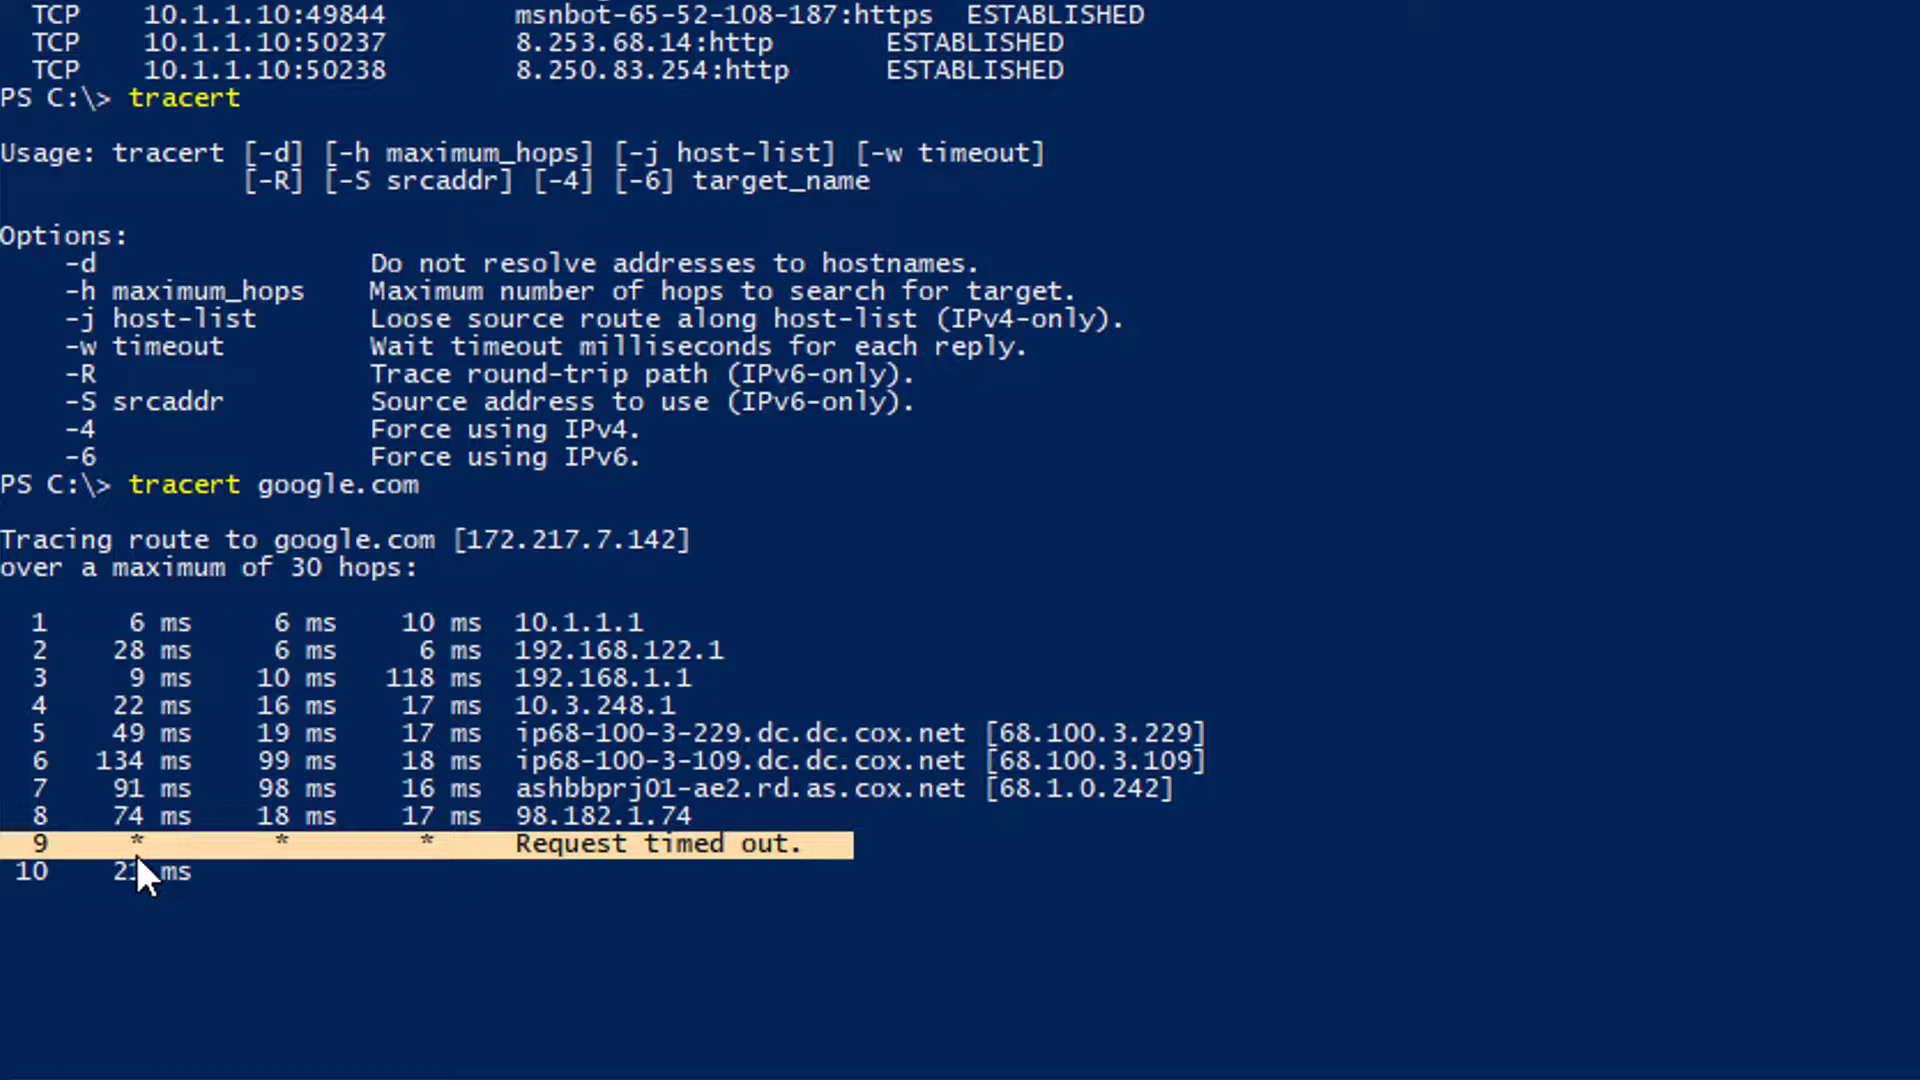 TCP    10.1.1.10:49844        msnbot-65-52-108-187:https  ESTABLISHED
TCP    10.1.1.10:50237        8.253.68.14:http       ESTABLISHED
TCP    10.1.1.10:50238        8.250.83.254:http      ESTABLISHED
PS C:\> tracert
Usage: tracert [-d] [-h maximum_hops] [-j host-list] [-w timeout]
               [-R] [-S srcaddr] [-4] [-6] target_name
Options:
    -d                 Do not resolve addresses to hostnames.
    -h maximum_hops    Maximum number of hops to search for target.
    -j host-list       Loose source route along host-list (IPv4-only).
    -w timeout         Wait timeout milliseconds for each reply.
    -R                 Trace round-trip path (IPv6-only).
    -S srcaddr         Source address to use (IPv6-only).
    -4                 Force using IPv4.
    -6                 Force using IPv6.
PS C:\> tracert google.com
Tracing route to google.com [172.217.7.142]
over a maximum of 30 hops:
  1     6 ms     6 ms    10 ms  10.1.1.1
  2    28 ms     6 ms     6 ms  192.168.122.1
  3     9 ms    10 ms   118 ms  192.168.1.1
  4    22 ms    16 ms    17 ms  10.3.248.1
  5    49 ms    19 ms    17 ms  ip68-100-3-229.dc.dc.cox.net [68.100.3.229]
  6   134 ms    99 ms    18 ms  ip68-100-3-109.dc.dc.cox.net [68.100.3.109]
  7    91 ms    98 ms    16 ms  ashbbprj01-ae2.rd.as.cox.net [68.1.0.242]
  8    74 ms    18 ms    17 ms  98.182.1.74
  9     *        *        *     Request timed out.
 10    21 ms